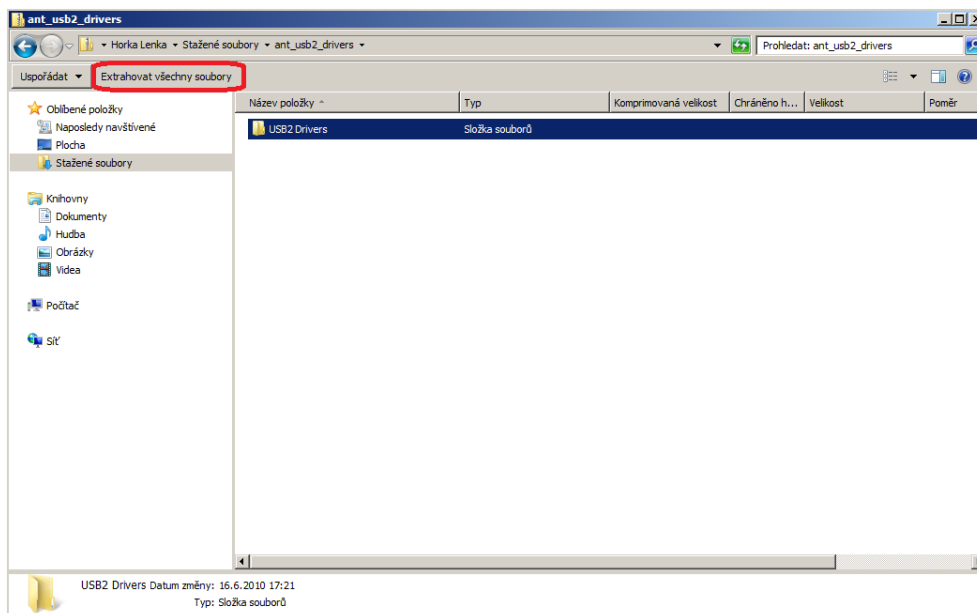 ant_usb2_drivers
Horka Lenka Stažené soubory ant_usb2_drivers
Prohledat: ant_usb2_drivers
Uspořádat Extrahovat všechny soubory
Oblíbené položky
Naposledy navštívené
Plocha
Stažené soubory
Knihovny
Dokumenty
Hudba
Obrázky
Videa
Počítač
Síť
Název položky Typ Komprimovaná velikost Chráněno h... Velikost Poměr
USB2 Drivers Složka souborů
USB2 Drivers Datum změny: 16.6.2010 17:21
Typ: Složka souborů